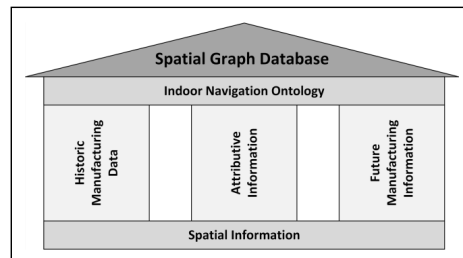 Spatial Graph Database
Indoor Navigation Ontology
Historic
Manufacturing
Data
Attributive
Information
Future
Manufacturing
Information
Spatial Information